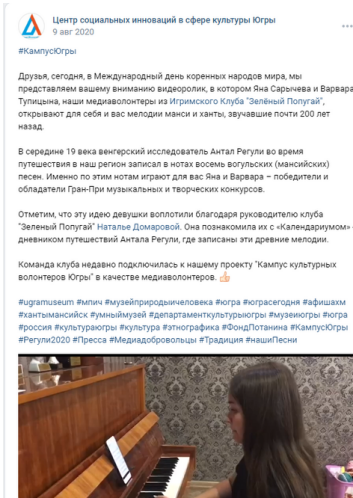 Центр социальных инноваций в сфере культуры Югры
9 авг 2020
#КампусЮгры
Друзья, сегодня, в Международный день коренных народов мира, мы
представляем вашему вниманию видеоролик, в котором Яна Сарычева и Варвара
Тупицына, наши медиаволонтеры из Игримского Клуба "Зелёный Попугай",
открывают для себя и вас мелодии манси и ханты, звучавшие почти 200 лет
назад.
В середине 19 века венгерский исследователь Антал Регули во время
путешествия в наш регион записал в нотах восемь вогульских (мансийских)
песен. Именно по этим нотам играют для вас Яна и Варвара – победители и
обладатели Гран-При музыкальных и творческих конкурсов.
Отметим, что эту идею девушки воплотили благодаря руководителю клуба
"Зеленый Попугай" Наталье Домаровой. Она познакомила их с «Календариумом» -
дневником путешествий Антала Регули, где записаны эти древние мелодии.
Команда клуба недавно подключилась к нашему проекту "Кампус культурных
волонтеров Югры" в качестве медиаволонтеров. 👍
#ugramuseum #мпич #музейприродыичеловека #югра #юграсегодня #афишахм
#хантымансийск #умныймузей #департаменткультурыюгры #музеиюгры #югра
#россия #культураюгры #культура #этнографика #ФондПотанина #КампусЮгры
#Регули2020 #Пресса #Медиадобровольцы #Традиция #нашиПесни